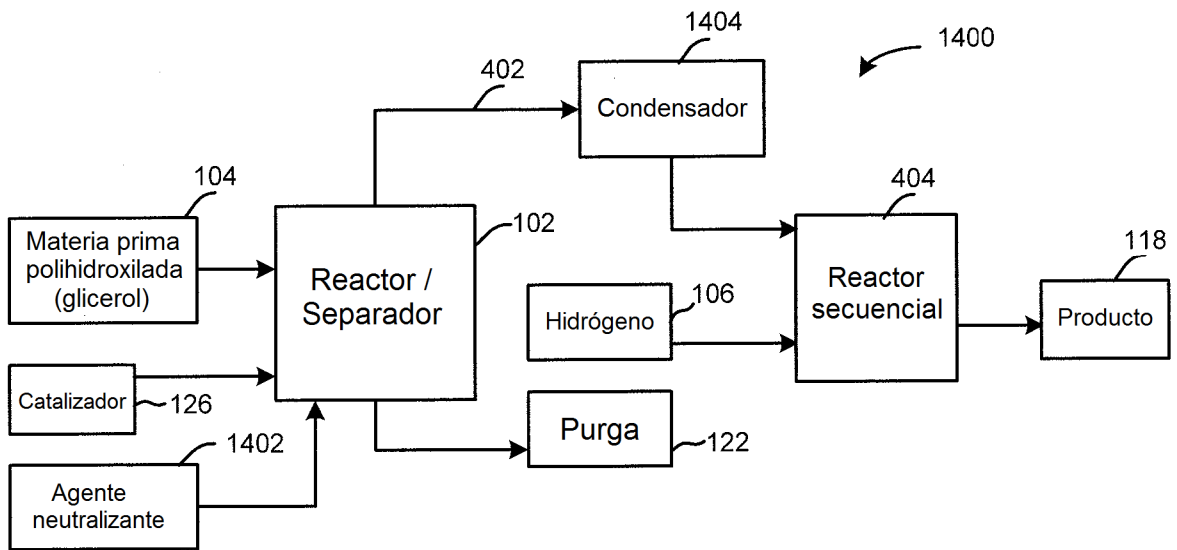 1404
1400
402
Condensador
104
404
Materia prima
polihidroxilada
(glicerol)
102
Reactor /
Separador
118
106
Hidrógeno
Reactor
secuencial
Producto
Catalizador
126
Purga
122
1402
Agente
neutralizante